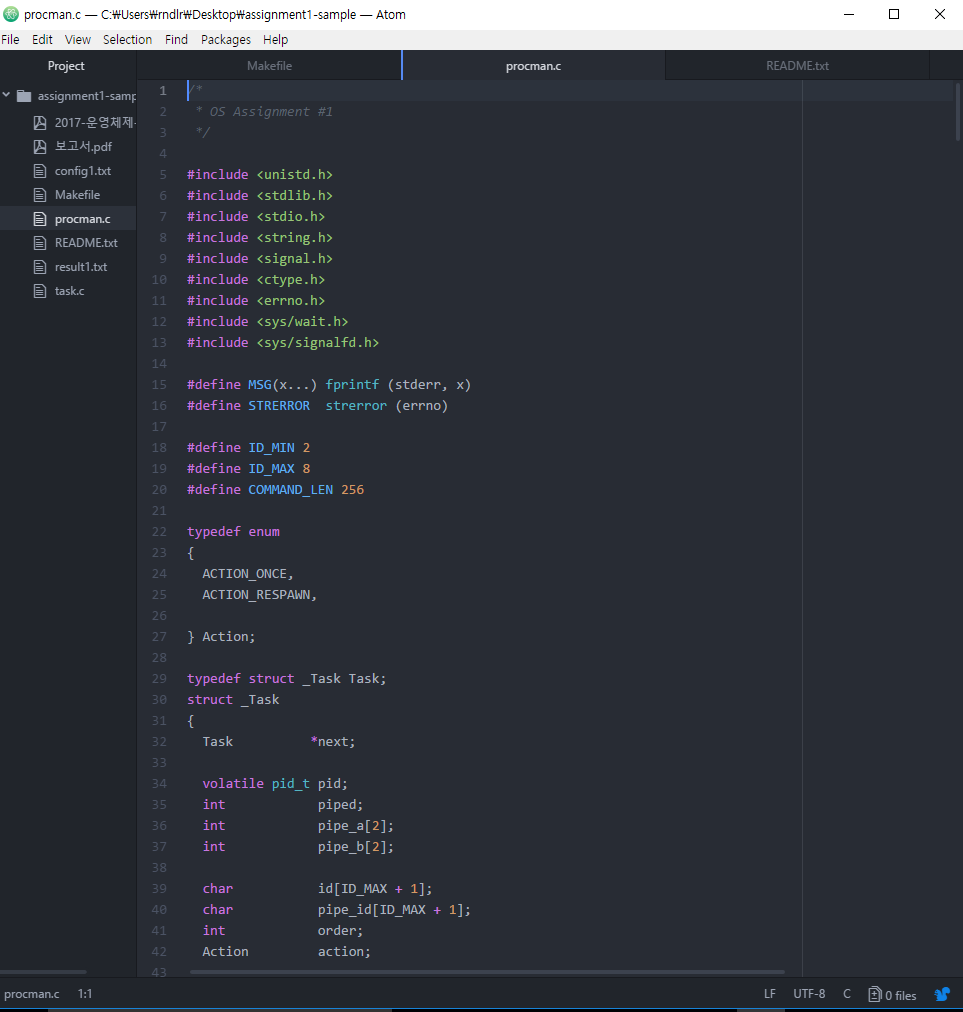 procman.c — C:₩Users₩rndlr₩Desktop₩assignment1-sample — Atom
File Edit View Selection Find Packages Help
Project
Makefile
procman.c
README.txt
assignment1-samp
2017-운영체제-
보고서.pdf
config1.txt
Makefile
procman.c
README.txt
result1.txt
task.c
1 /*
2  * OS Assignment #1
3  */
4
5 #include <unistd.h>
6 #include <stdlib.h>
7 #include <stdio.h>
8 #include <string.h>
9 #include <signal.h>
10 #include <ctype.h>
11 #include <errno.h>
12 #include <sys/wait.h>
13 #include <sys/signalfd.h>
14
15 #define MSG(x...) fprintf (stderr, x)
16 #define STRERROR  strerror (errno)
17
18 #define ID_MIN 2
19 #define ID_MAX 8
20 #define COMMAND_LEN 256
21
22 typedef enum
23 {
24   ACTION_ONCE,
25   ACTION_RESPAWN,
26
27 } Action;
28
29 typedef struct _Task Task;
30 struct _Task
31 {
32   Task          *next;
33
34   volatile pid_t pid;
35   int            piped;
36   int            pipe_a[2];
37   int            pipe_b[2];
38
39   char           id[ID_MAX + 1];
40   char           pipe_id[ID_MAX + 1];
41   int            order;
42   Action         action;
43
procman.c 1:1 LF UTF-8 C 0 files